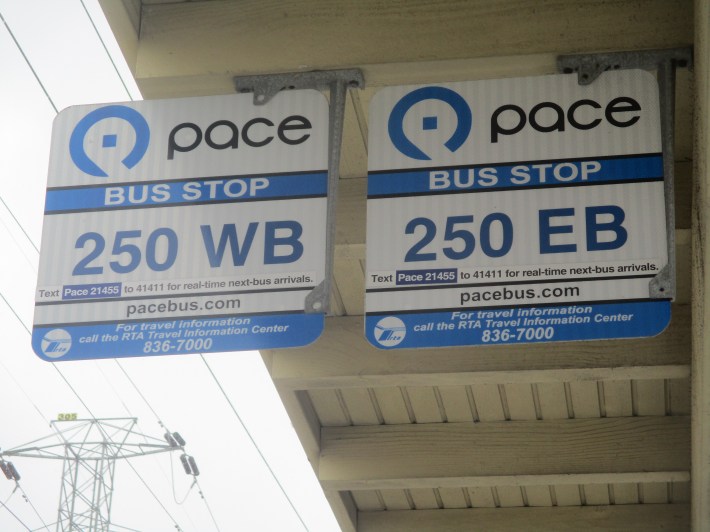 pace
BUS STOP
250 WB
Text Pace 21455 to 41411 for real-time next-bus arrivals.
pacebus.com
For travel information
call the RTA Travel Information Center
836-7000
pace
BUS STOP
250 EB
Text Pace 21455 to 41411 for real-time next-bus arrivals.
pacebus.com
For travel information
call the RTA Travel Information Center
836-7000